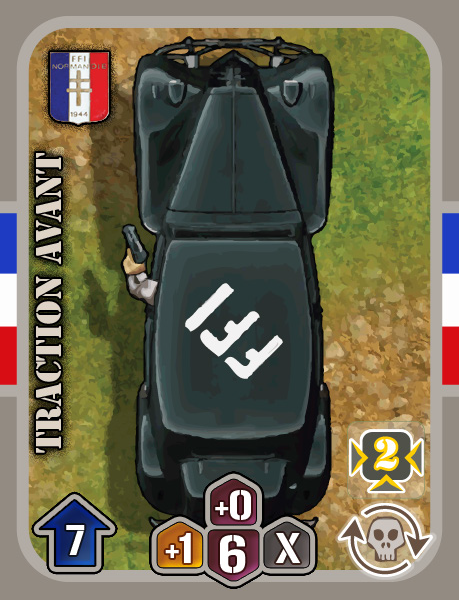 F.F.I.
NORMANDIE
1944
TRACTION AVANT
FFI
2
7
+0
+1
6
X